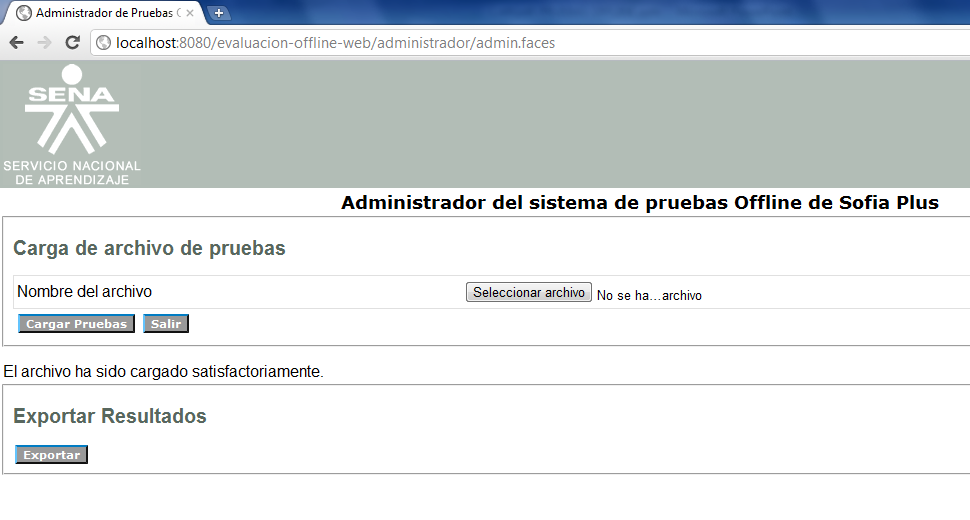 Administrador de Pruebas
localhost:8080/evaluacion-offline-web/administrador/admin.faces
SENA
SERVICIO NACIONAL
DE APRENDIZAJE
Administrador del sistema de pruebas Offline de Sofia Plus
Carga de archivo de pruebas
Nombre del archivo Seleccionar archivo No se ha...archivo
Cargar Pruebas Salir
El archivo ha sido cargado satisfactoriamente.
Exportar Resultados
Exportar